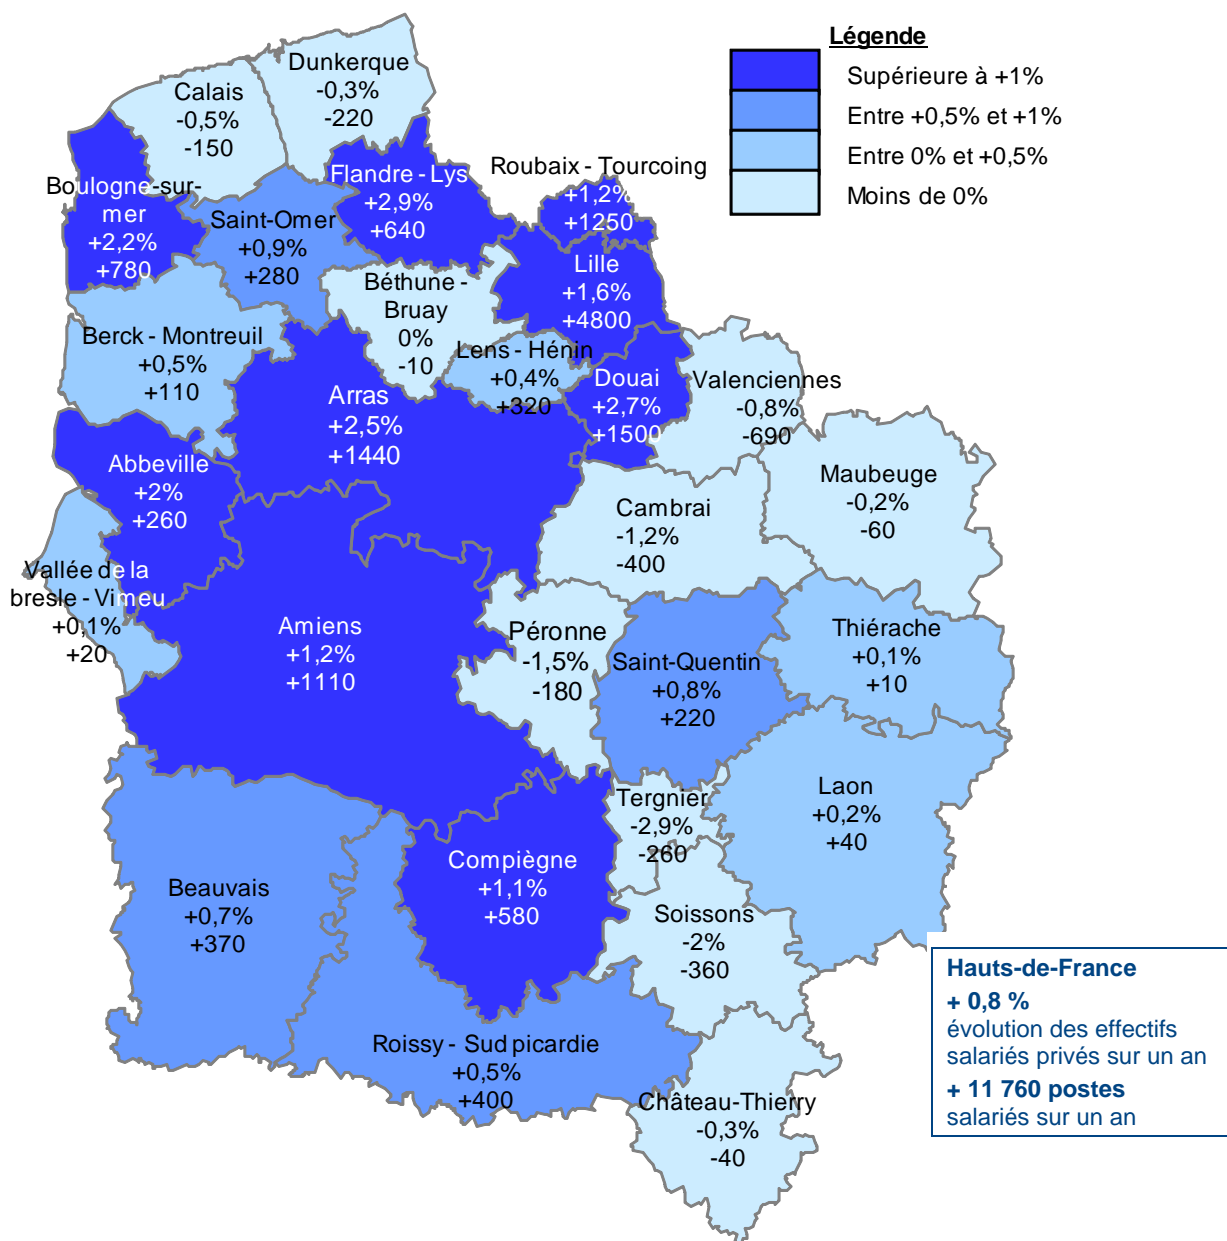 Légende
Supérieure à +1%
Entre +0,5% et +1%
Entre 0% et +0,5%
Moins de 0%
Dunkerque
-0,3%
-220
Calais
-0,5%
-150
Boulogne-sur-
mer
+2,2%
+780
Saint-Omer
+0,9%
+280
Flandre - Lys
+2,9%
+640
Roubaix - Tourcoing
+1,2%
+1250
Lille
+1,6%
+4800
Béthune -
Bruay
0%
-10
Lens - Hénin
+0,4%
+320
Douai
+2,7%
+1500
Valenciennes
-0,8%
-690
Berck - Montreuil
+0,5%
+110
Arras
+2,5%
+1440
Abbeville
+2%
+260
Cambrai
-1,2%
-400
Maubeuge
-0,2%
-60
Vallée de la
bresle - Vimeu
+0,1%
+20
Amiens
+1,2%
+1110
Péronne
-1,5%
-180
Saint-Quentin
+0,8%
+220
Thiérache
+0,1%
+10
Tergnier
-2,9%
-260
Laon
+0,2%
+40
Compiègne
+1,1%
+580
Beauvais
+0,7%
+370
Soissons
-2%
-360
Roissy - Sud picardie
+0,5%
+400
Château-Thierry
-0,3%
-40
Hauts-de-France
+ 0,8 %
évolution des effectifs
salariés privés sur un an
+ 11 760 postes
salariés sur un an